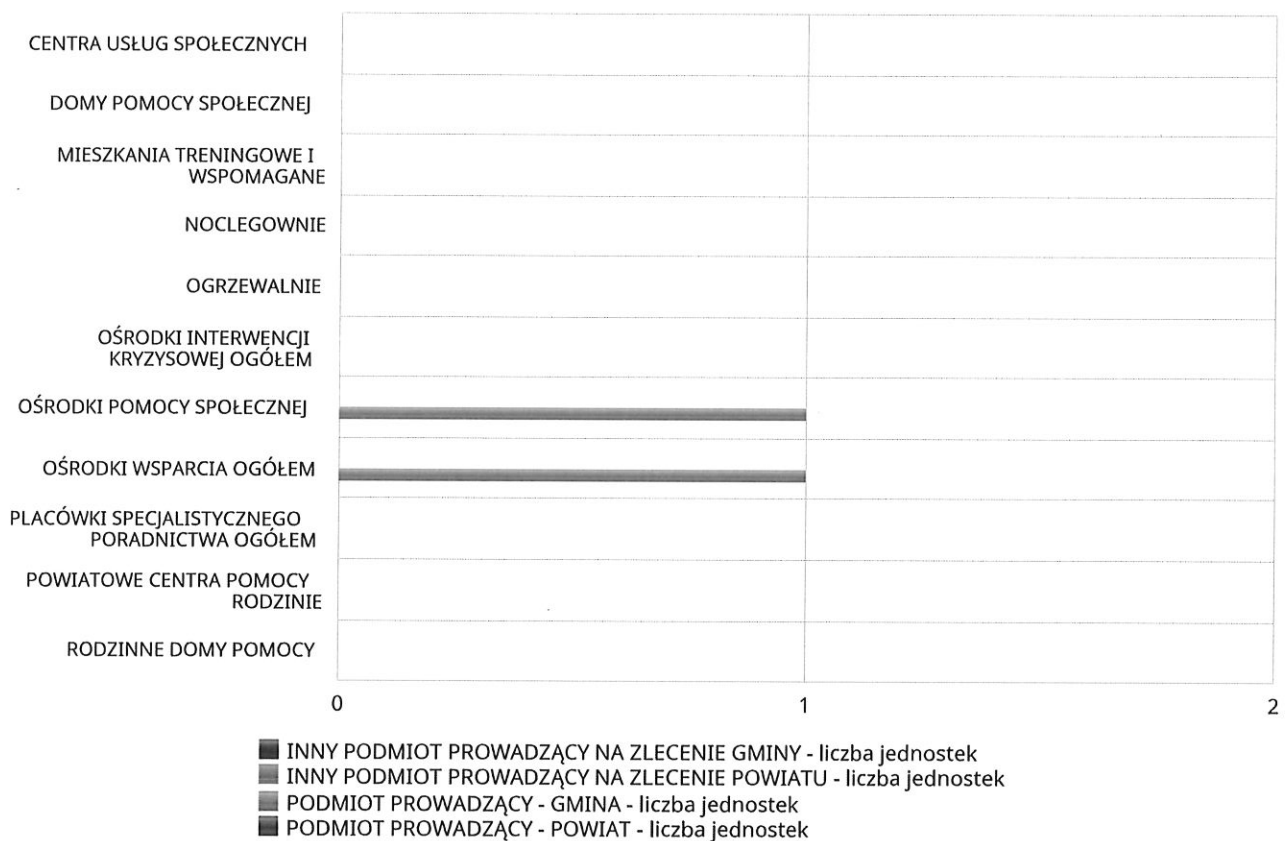 CENTRA USŁUG SPOŁECZNYCH
DOMY POMOCY SPOŁECZNEJ
MIESZKANIA TRENINGOWE I
WSPOMAGANE
NOCLEGOWNIE
OGRZEWALNIE
OŚRODKI INTERWENCJI
KRYZYSOWEJ OGÓŁEM
OŚRODKI POMOCY SPOŁECZNEJ
OŚRODKI WSPARCIA OGÓŁEM
PLACÓWKI SPECJALISTYCZNEGO
PORADNICTWA OGÓŁEM
POWIATOWE CENTRA POMOCY
RODZINIE
RODZINNE DOMY POMOCY
0 1 2
INNY PODMIOT PROWADZĄCY NA ZLECENIE GMINY - liczba jednostek
INNY PODMIOT PROWADZĄCY NA ZLECENIE POWIATU - liczba jednostek
PODMIOT PROWADZĄCY - GMINA - liczba jednostek
PODMIOT PROWADZĄCY - POWIAT - liczba jednostek